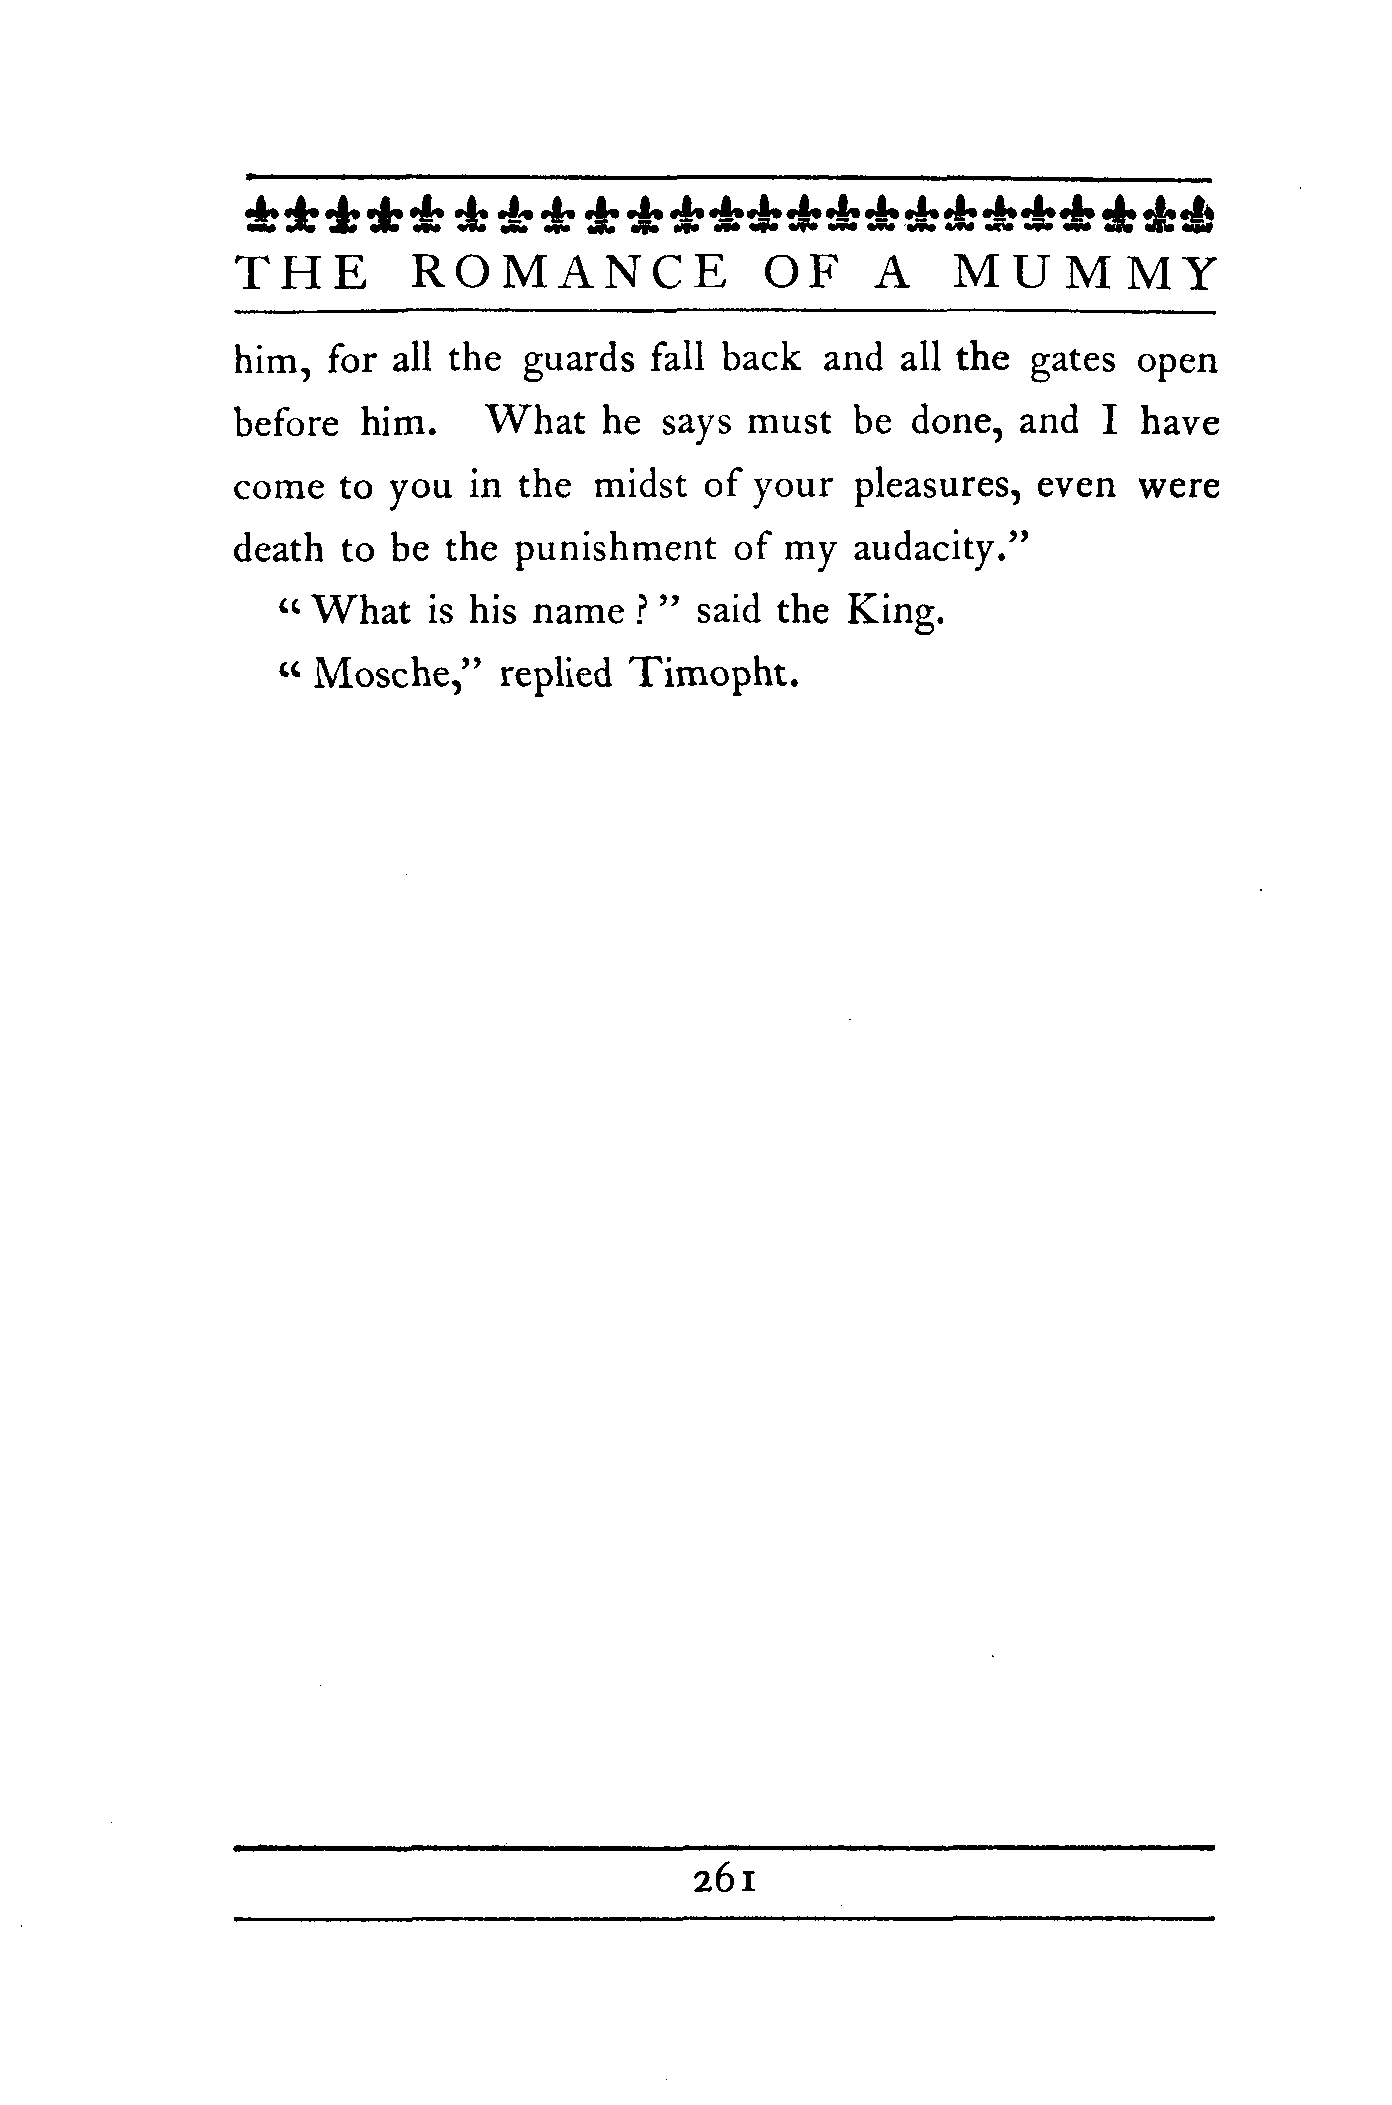 THE ROMANCE OF A MUMMY
him, for all the guards fall back and all the gates open
before him. What he says must be done, and I have
come to you in the midst of your pleasures, even were
death to be the punishment of my audacity.”
“ What is his name ? ” said the King.
“ Mosche,” replied Timopht.
261